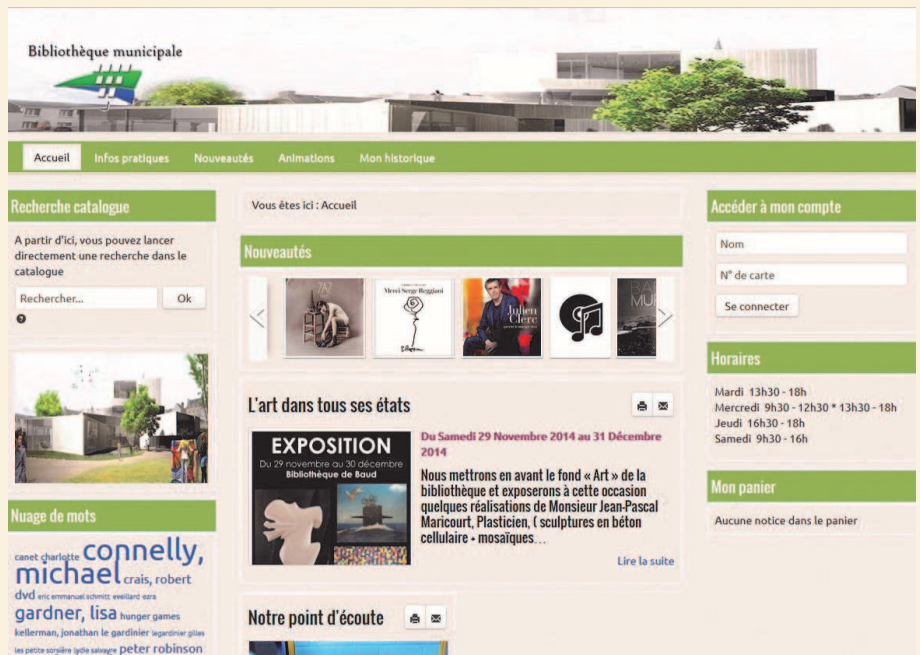 Bibliothèque municipale
Accueil Infos pratiques Nouveautés Animations Mon historique
Recherche catalogue
A partir d'ici, vous pouvez lancer
directement une recherche dans le
catalogue
Rechercher... Ok
Nuage de mots
canet charlotte connelly,
michael crais, robert
dvd eric emmanuel schmitt eveillard ezra
gardner, lisa hunger games
kellerman, jonathan le gardinier legardinier gilles
les petite sorsière lydie salvayre peter robinson
Vous êtes ici : Accueil
Nouveautés
Merci Serge Reggiani
Julien
Clerc
L'art dans tous ses états
EXPOSITION
Du 29 novembre au 30 décembre
Bibliothèque de Baud
Du Samedi 29 Novembre 2014 au 31 Décembre
2014
Nous mettrons en avant le fond « Art » de la
bibliothèque et exposerons à cette occasion
quelques réalisations de Monsieur Jean-Pascal
Maricourt, Plasticien, ( sculptures en béton
cellulaire + mosaïques...
Lire la suite
Notre point d'écoute
Accéder à mon compte
Nom
N° de carte
Se connecter
Horaires
Mardi 13h30 - 18h
Mercredi 9h30 - 12h30 * 13h30 - 18h
Jeudi 16h30 - 18h
Samedi 9h30 - 16h
Mon panier
Aucune notice dans le panier